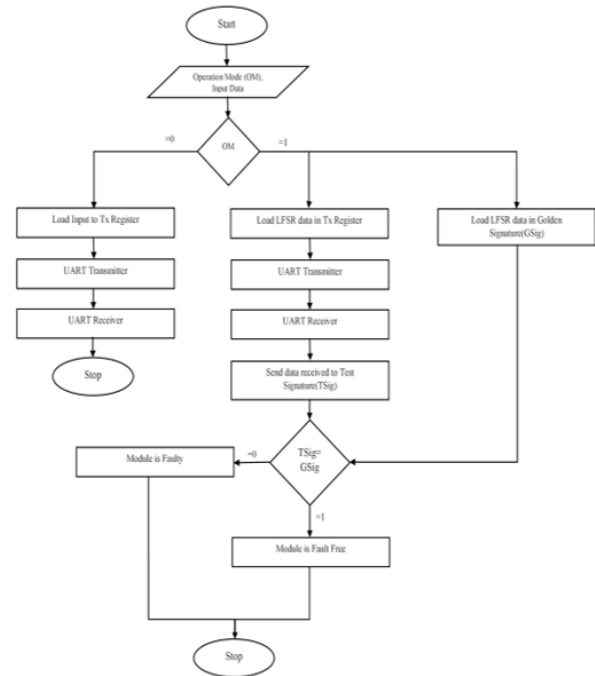 Start
Operation Mode (OM),
Input Data
OM
=0
=1
Load Input to Tx Register
UART Transmitter
UART Receiver
Stop
Load LFSR data in Tx Register
UART Transmitter
UART Receiver
Send data received to Test
Signature(TSig)
Load LFSR data in Golden
Signature(GSig)
TSig=
GSig
=0
Module is Faulty
=1
Module is Fault Free
Stop